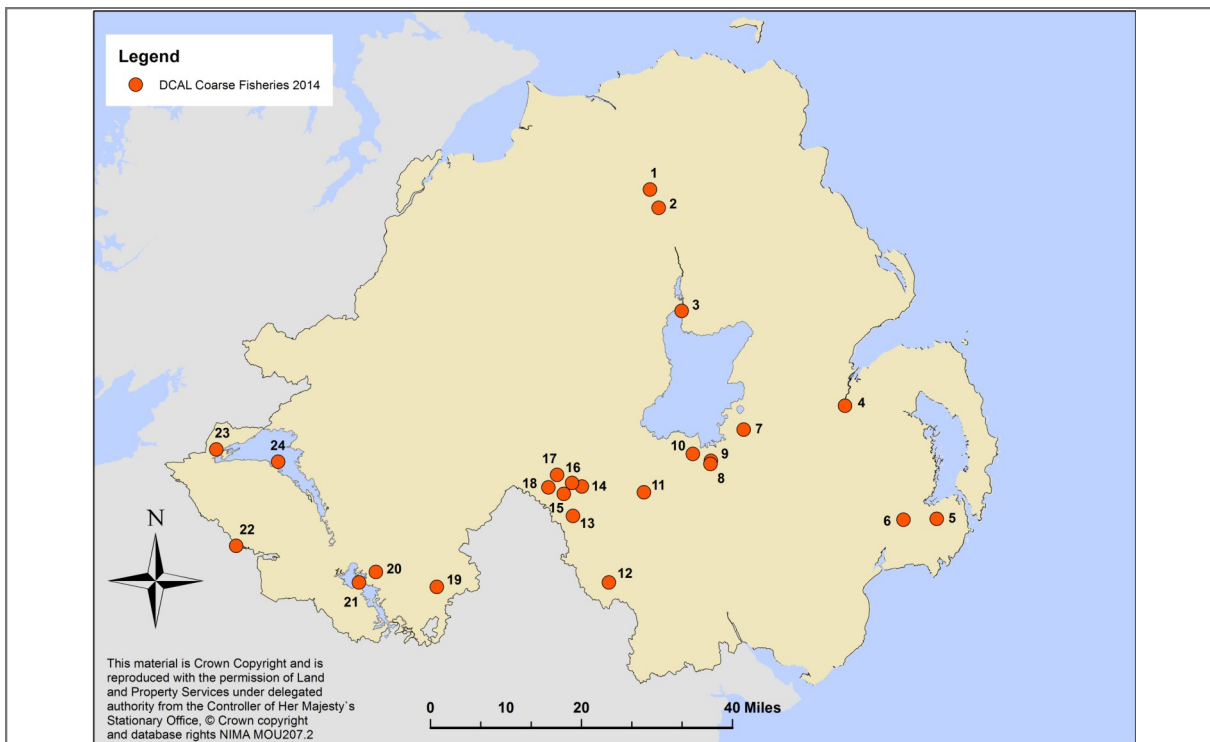 Legend
DCAL Coarse Fisheries 2014
1
2
3
4
23
24
7
10
9
8
17
16
18
14
11
15
13
6
5
22
N
20
12
19
21
This material is Crown Copyright and is
reproduced with the permission of Land
and Property Services under delegated
authority from the Controller of Her Majesty`s
Stationary Office, © Crown copyright
and database rights NIMA MOU207.2
0 10 20 40 Miles